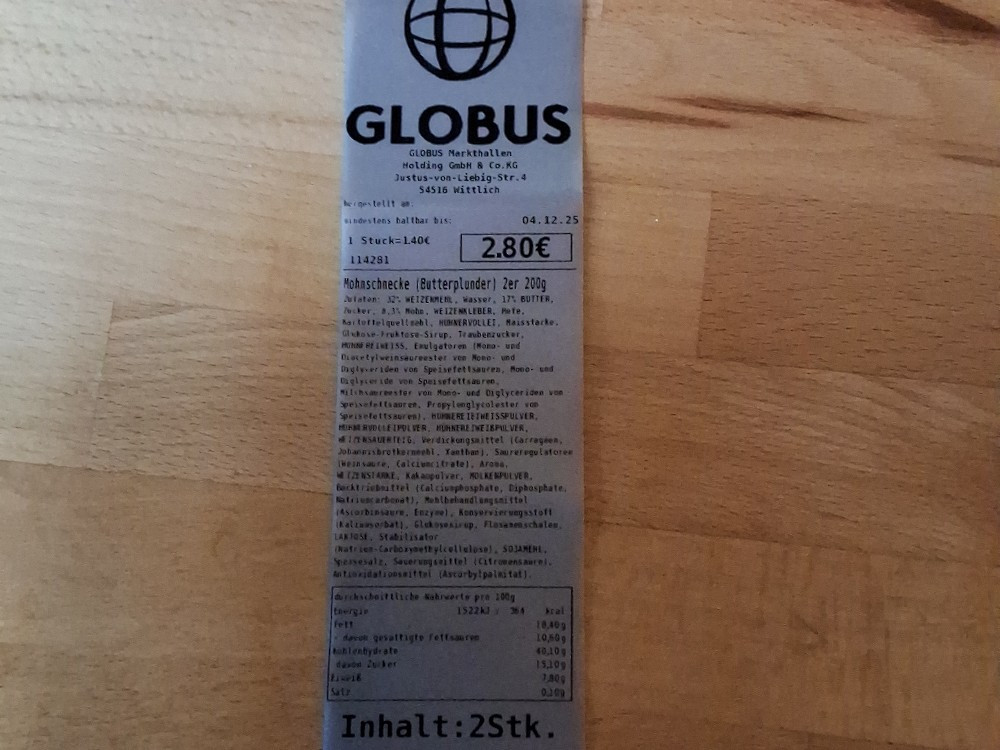 GLOBUS
GLOBUS Markthallen
Holding GmbH & Co.KG
Justus-von-Liebig-Str.4
54516 Wittlich
hergestellt am:
mindestens haltbar bis: 04.12.25
1 Stuck=1.40€ 2.80€
114281
Mohnschnecke (Butterplunder) 2er 200g
Zutaten: 32% WEIZENMEHL, Wasser, 17% BUTTER,
Zucker, 8,3% Mohn, WEIZENKLEBER, Hefe,
Kartoffelquellmehl, HÜHNERVOLLEI, Maisstärke,
Glukose-Fruktose-Sirup, Traubenzucker,
HÜHNEREIWEISS, Emulgatoren (Mono- und
Diacetylweinsäureester von Mono- und
Diglyceriden von Speisefettsäuren, Mono- und
Diglyceride von Speisefettsäuren,
Milchsäureester von Mono- und Diglyceriden von
Speisefettsäuren, Propylenglycolester von
Speisefettsäuren), HÜHNEREIEIWEISSPULVER,
HÜHNERVOLLEIPULVER, HÜHNEREIWEIßPULVER,
WEIZENSAUERTEIG, Verdickungsmittel (Carrageen,
Johannisbrotkernmehl, Xanthan), Säureregulatoren
(Weinsäure, Calciumcitrate), Aroma,
WEIZENSTÄRKE, Kakaopulver, MOLKENPULVER,
Backtriebmittel (Calciumphosphate, Diphosphate,
Natriumcarbonat), Mehlbehandlungsmittel
(Ascorbinsäure, Enzyme), Konservierungsstoff
(Kaliumsorbat), Glukosesirup, Flohsamenschalen,
LAKTOSE, Stabilisator
(Natrium-Carboxymethylcellulose), SOJAMEHL,
Speisesalz, Säuerungsmittel (Citronensäure),
Antioxidationsmittel (Ascorbylpalmitat).
durchschnittliche Nährwerte pro 100g
Energie 1522kJ / 364 kcal
Fett 18,40g
- davon gesättigte Fettsäuren 10,60g
Kohlenhydrate 40,10g
davon Zucker 15,10g
Eiweiß 7,80g
Salz
Inhalt:2Stk.